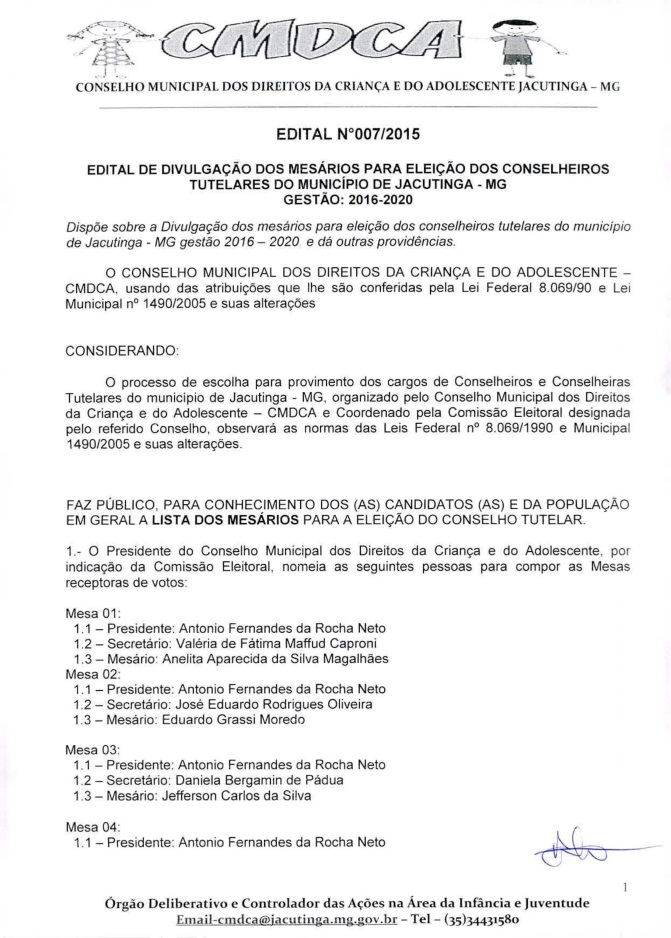 CMDCA
CONSELHO MUNICIPAL DOS DIREITOS DA CRIANÇA E DO ADOLESCENTE JACUTINGA – MG
EDITAL N°007/2015
EDITAL DE DIVULGAÇÃO DOS MESÁRIOS PARA ELEIÇÃO DOS CONSELHEIROS
TUTELARES DO MUNICÍPIO DE JACUTINGA - MG
GESTÃO: 2016-2020
Dispõe sobre a Divulgação dos mesários para eleição dos conselheiros tutelares do município
de Jacutinga - MG gestão 2016 – 2020 e dá outras providências.
O CONSELHO MUNICIPAL DOS DIREITOS DA CRIANÇA E DO ADOLESCENTE –
CMDCA, usando das atribuições que lhe são conferidas pela Lei Federal 8.069/90 e Lei
Municipal nº 1490/2005 e suas alterações
CONSIDERANDO:
O processo de escolha para provimento dos cargos de Conselheiros e Conselheiras
Tutelares do município de Jacutinga - MG, organizado pelo Conselho Municipal dos Direitos
da Criança e do Adolescente – CMDCA e Coordenado pela Comissão Eleitoral designada
pelo referido Conselho, observará as normas das Leis Federal nº 8.069/1990 e Municipal
1490/2005 e suas alterações.
FAZ PÚBLICO, PARA CONHECIMENTO DOS (AS) CANDIDATOS (AS) E DA POPULAÇÃO
EM GERAL A LISTA DOS MESÁRIOS PARA A ELEIÇÃO DO CONSELHO TUTELAR.
1.- O Presidente do Conselho Municipal dos Direitos da Criança e do Adolescente, por
indicação da Comissão Eleitoral, nomeia as seguintes pessoas para compor as Mesas
receptoras de votos:
Mesa 01:
1.1 – Presidente: Antonio Fernandes da Rocha Neto
1.2 – Secretário: Valéria de Fátima Maffud Caproni
1.3 – Mesário: Anelita Aparecida da Silva Magalhães
Mesa 02:
1.1 – Presidente: Antonio Fernandes da Rocha Neto
1.2 – Secretário: José Eduardo Rodrigues Oliveira
1.3 – Mesário: Eduardo Grassi Moredo
Mesa 03:
1.1 – Presidente: Antonio Fernandes da Rocha Neto
1.2 – Secretário: Daniela Bergamin de Pádua
1.3 – Mesário: Jefferson Carlos da Silva
Mesa 04:
1.1 – Presidente: Antonio Fernandes da Rocha Neto
1
Órgão Deliberativo e Controlador das Ações na Área da Infância e Juventude
Email-cmdca@jacutinga.mg.gov.br – Tel – (35)34431580